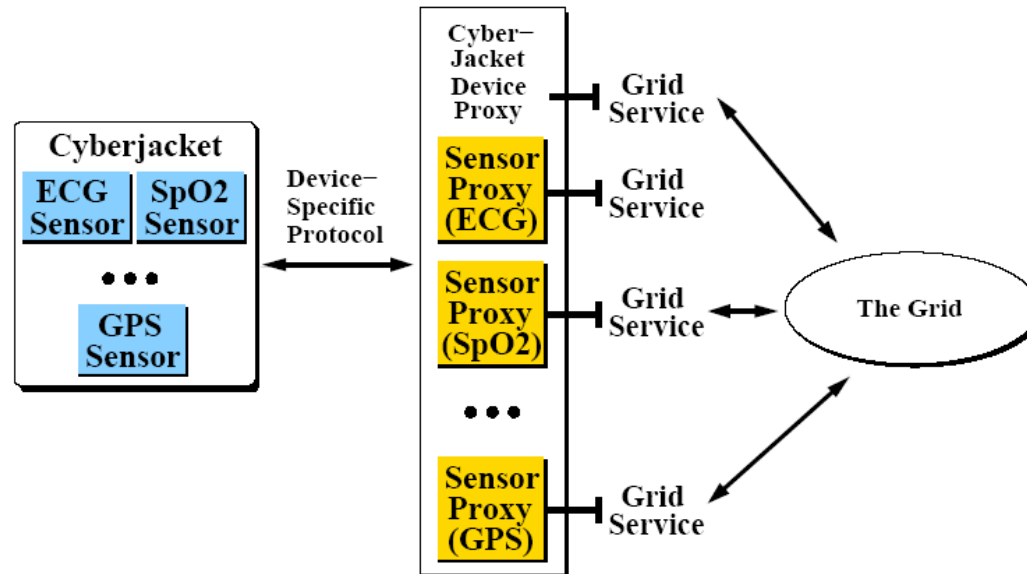 Cyberjacket
ECG
Sensor
SpO2
Sensor
GPS
Sensor
Device–
Specific
Protocol
Cyber–
Jacket
Device
Proxy
Sensor
Proxy
(ECG)
Sensor
Proxy
(SpO2)
Sensor
Proxy
(GPS)
Grid
Service
Grid
Service
Grid
Service
Grid
Service
The Grid